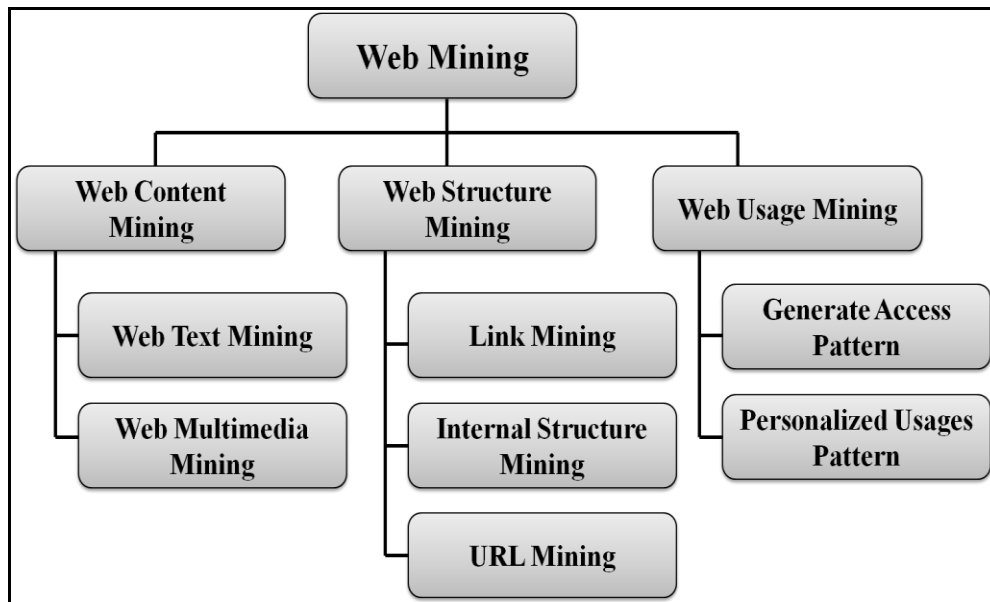 Web Mining
Web Content
Mining
Web Structure
Mining
Web Usage Mining
Web Text Mining
Web Multimedia
Mining
Link Mining
Internal Structure
Mining
URL Mining
Generate Access
Pattern
Personalized Usages
Pattern